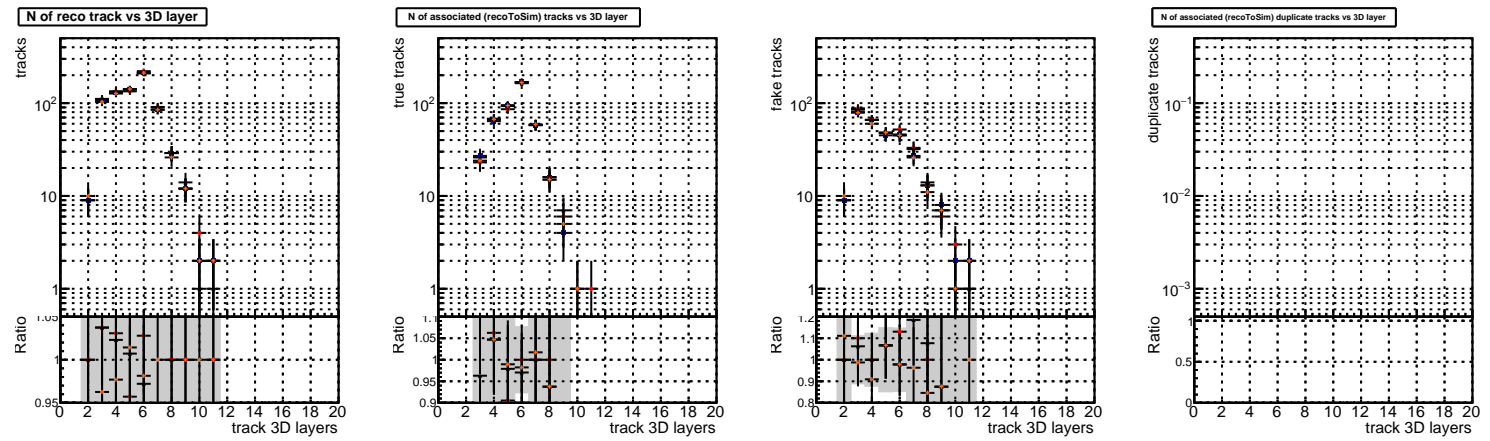 N of reco track vs 3D layer
tracks
10²
10
1
Ratio
1.05
1
0.95
0 2 4 6 8 10 12 14 16 18 20
track 3D layers
N of associated (recoToSim) tracks vs 3D layer
true tracks
10²
10
1
Ratio
1.1
1.05
1
0.95
0.9
0 2 4 6 8 10 12 14 16 18 20
track 3D layers
fake tracks
10²
10
1
Ratio
1.2
1.1
1
0.9
0.8
0 2 4 6 8 10 12 14 16 18 20
track 3D layers
N of associated (recoToSim) duplicate tracks vs 3D layer
duplicate tracks
10⁻¹
10⁻²
10⁻³
Ratio
1
0.5
0
0 2 4 6 8 10 12 14 16 18 20
track 3D layers